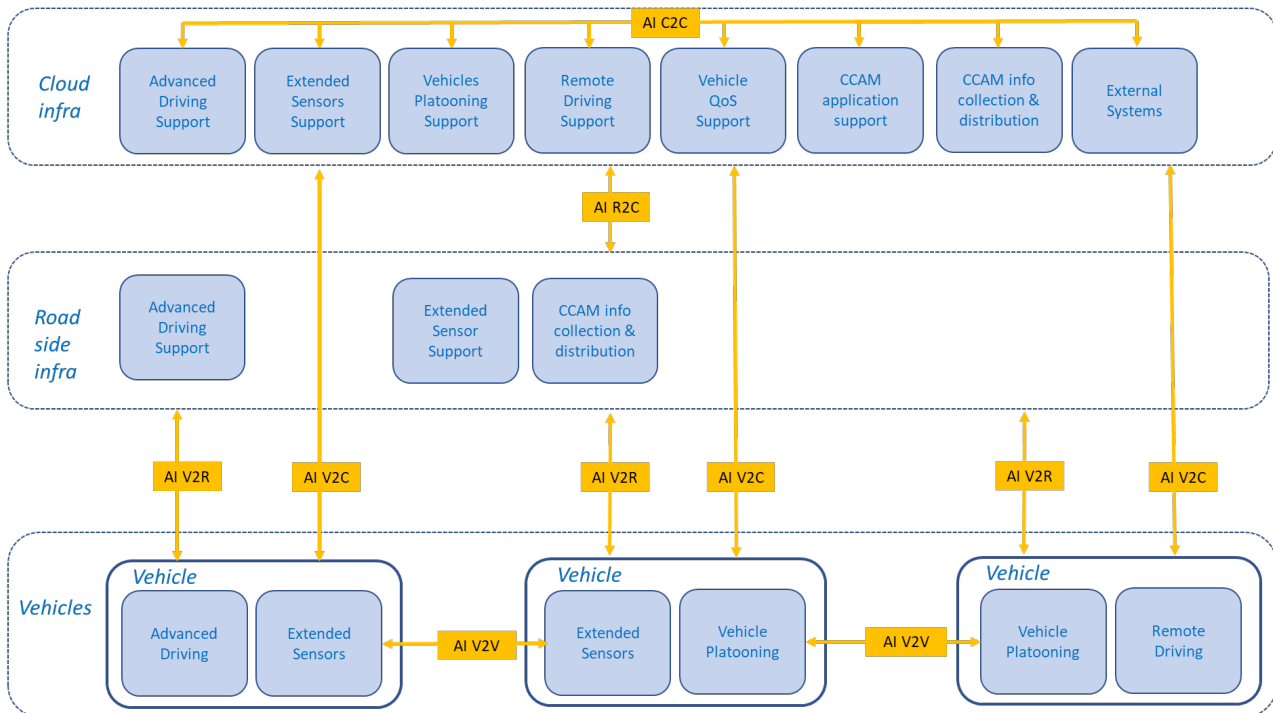 AI C2C
Cloud
infra
Advanced
Driving
Support
Extended
Sensors
Support
Vehicles
Platooning
Support
Remote
Driving
Support
Vehicle
QoS
Support
CCAM
application
support
CCAM info
collection &
distribution
External
Systems
AI R2C
Road
side
infra
Advanced
Driving
Support
Extended
Sensor
Support
CCAM info
collection &
distribution
AI V2R
AI V2C
AI V2R
AI V2C
AI V2R
AI V2C
Vehicles
Vehicle
Advanced
Driving
Extended
Sensors
AI V2V
Vehicle
Extended
Sensors
Vehicle
Platooning
AI V2V
Vehicle
Vehicle
Platooning
Remote
Driving